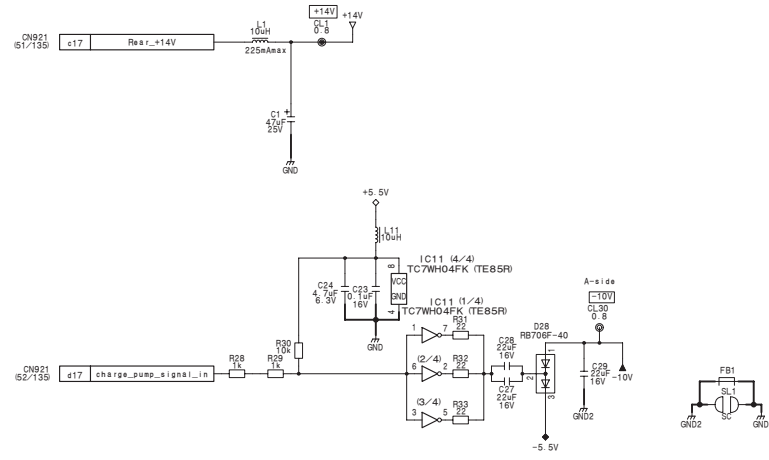 +14V
CL1
0.8
+14V
L1
10uH
225mAmax
CN921
(51/135)
c17
Rear_+14V
C1
47uF
25V
+
GND
+5.5V
L11
10uH
IC11 (4/4)
TC7WH04FK (TE85R)
8
VCC
GND
4
C24
4.7uF
6.3V
C23
0.1uF
16V
IC11 (1/4)
TC7WH04FK (TE85R)
GND
R30
10k
CN921
(52/135)
d17
charge_pump_signal_in
R28
1k
R29
1k
1
7
R31
22
(2/4)
6
2
R32
22
(3/4)
3
5
R33
22
C28
22uF
16V
C27
22uF
16V
D28
RB706F-40
1
2
3
-5.5V
A-side
-10V
CL30
0.8
C29
22uF
16V
-10V
GND2
FB1
SL1
SC
GND2
GND